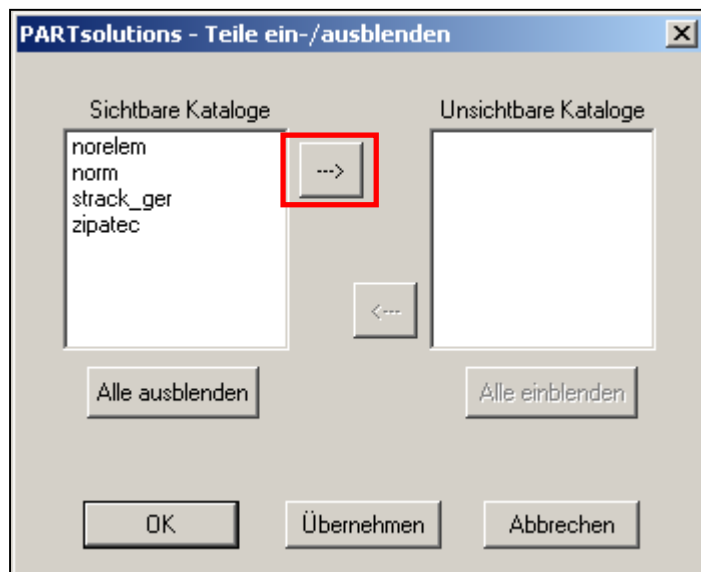 PARTsolutions - Teile ein-/ausblenden
Sichtbare Kataloge
Unsichtbare Kataloge
norelem
norm
strack_ger
zipatec
--->
<---
Alle ausblenden
Alle einblenden
OK
Übernehmen
Abbrechen